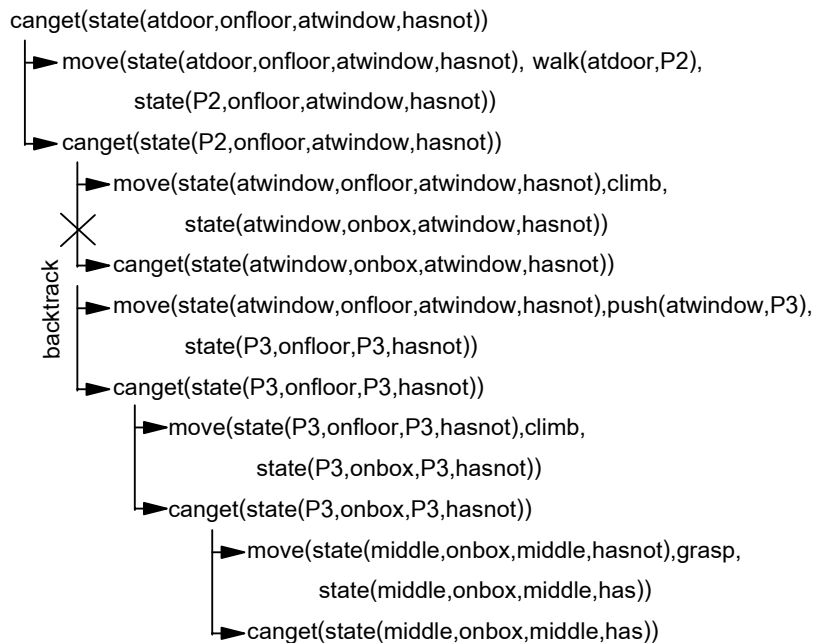 canget(state(atdoor,onfloor,atwindow,hasnot))
move(state(atdoor,onfloor,atwindow,hasnot), walk(atdoor,P2),
state(P2,onfloor,atwindow,hasnot))
canget(state(P2,onfloor,atwindow,hasnot))
move(state(atwindow,onfloor,atwindow,hasnot),climb,
state(atwindow,onbox,atwindow,hasnot))
canget(state(atwindow,onbox,atwindow,hasnot))
backtrack
move(state(atwindow,onfloor,atwindow,hasnot),push(atwindow,P3),
state(P3,onfloor,P3,hasnot))
canget(state(P3,onfloor,P3,hasnot))
move(state(P3,onfloor,P3,hasnot),climb,
state(P3,onbox,P3,hasnot))
canget(state(P3,onbox,P3,hasnot))
move(state(middle,onbox,middle,hasnot),grasp,
state(middle,onbox,middle,has))
canget(state(middle,onbox,middle,has))